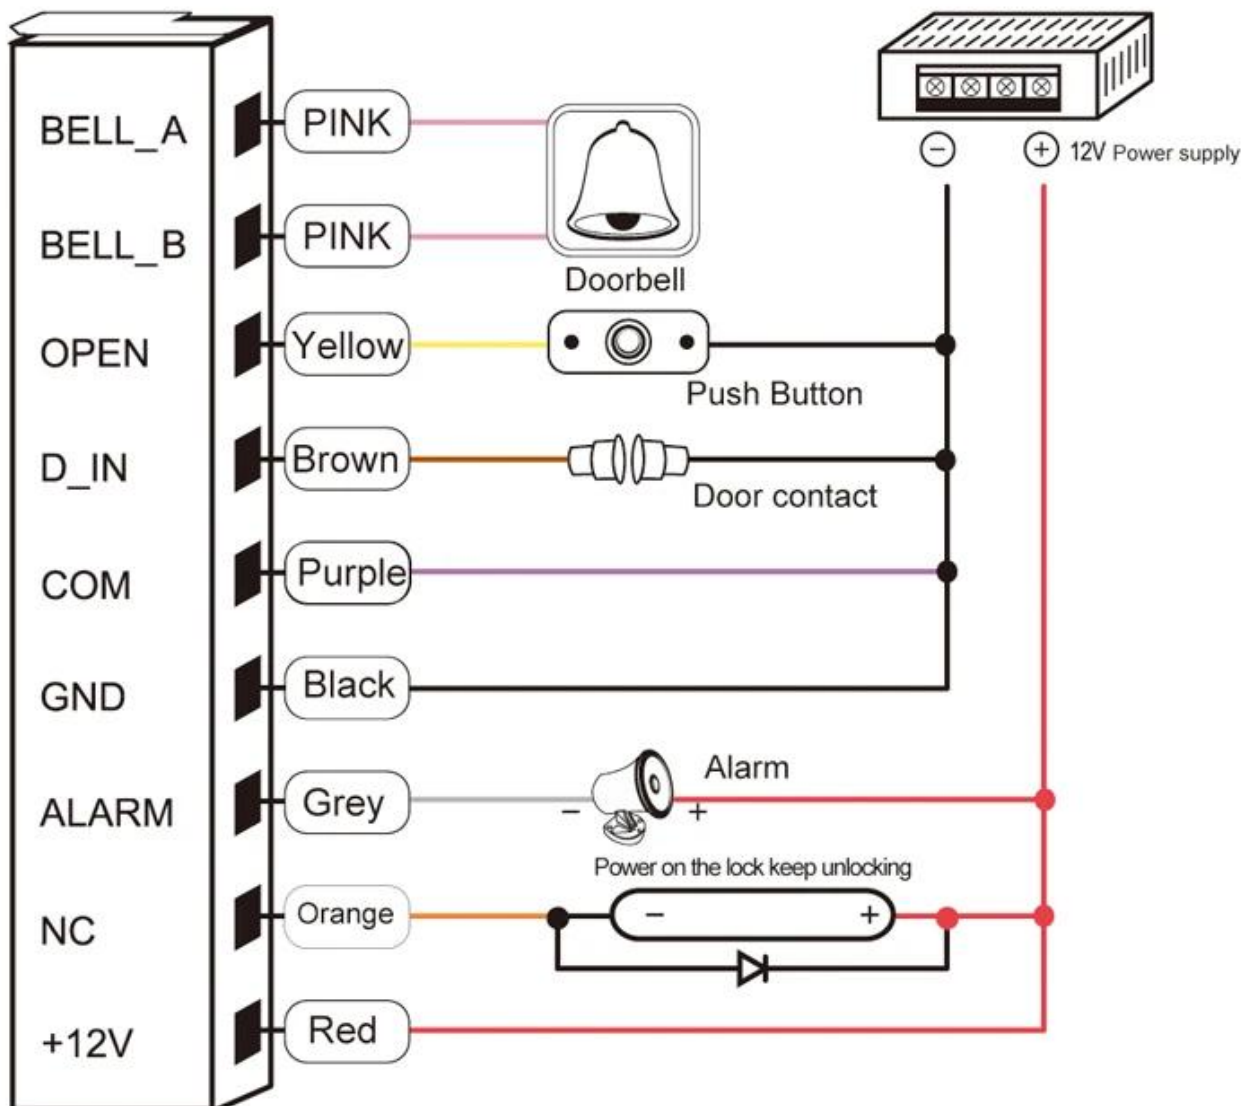 BELL_A
PINK
BELL_B
PINK
Doorbell
OPEN
Yellow
Push Button
D_IN
Brown
Door contact
COM
Purple
GND
Black
ALARM
Grey
−
+
Alarm
Power on the lock keep unlocking
NC
Orange
−
+
+12V
Red
−
+
12V Power supply